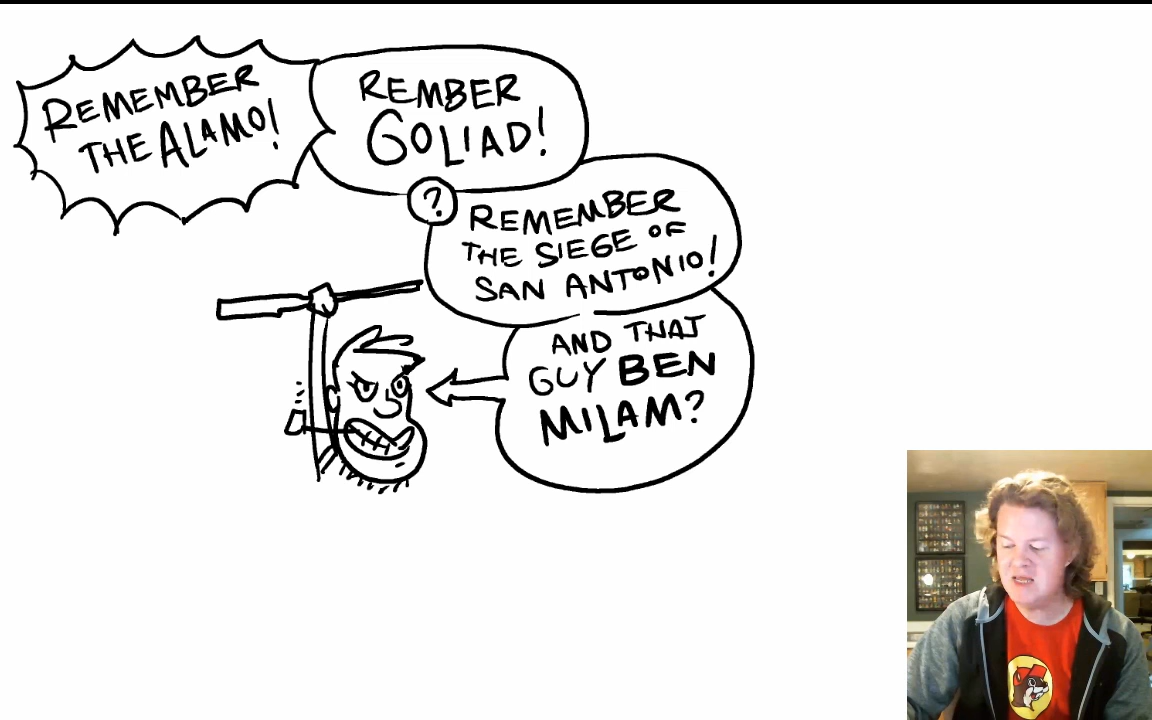 REMEMBER
THE ALAMO!
REMBER
GOLIAD!
?
REMEMBER
THE SIEGE OF
SAN ANTONIO!
AND THAT
GUY BEN
MILAM?